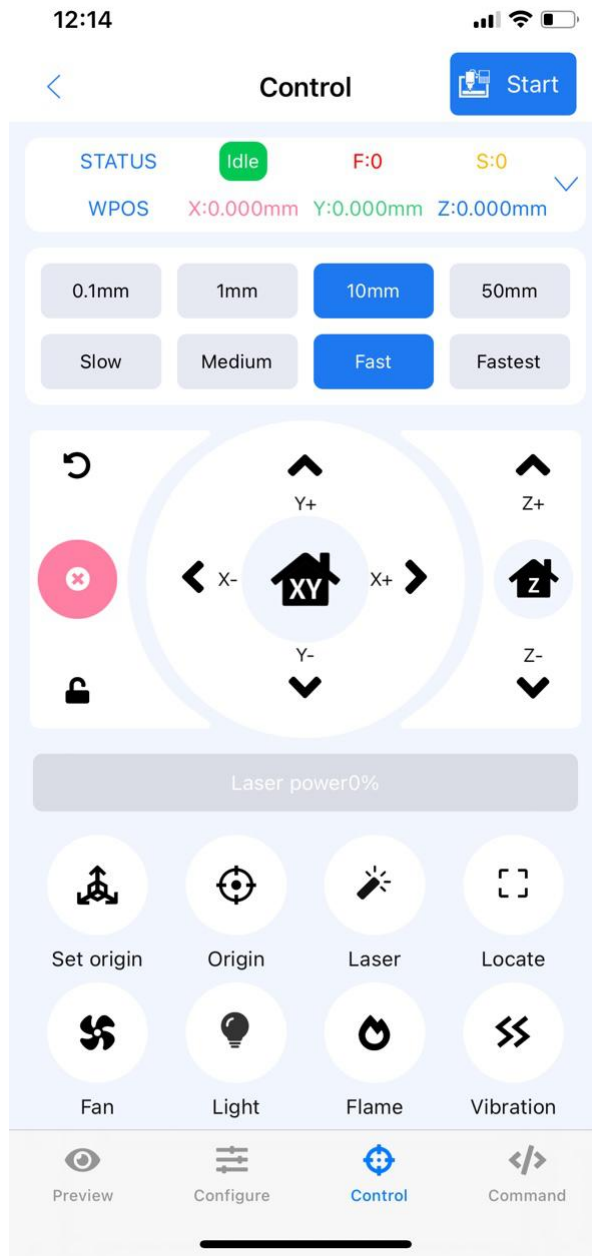 12:14
Control
Start
STATUS Idle F:0 S:0
WPOS X:0.000mm Y:0.000mm Z:0.000mm
0.1mm 1mm 10mm 50mm
Slow Medium Fast Fastest
Y+ Z+
X- XY X+ Z
Y- Z-
Laser power0%
Set origin Origin Laser Locate
Fan Light Flame Vibration
Preview Configure Control Command